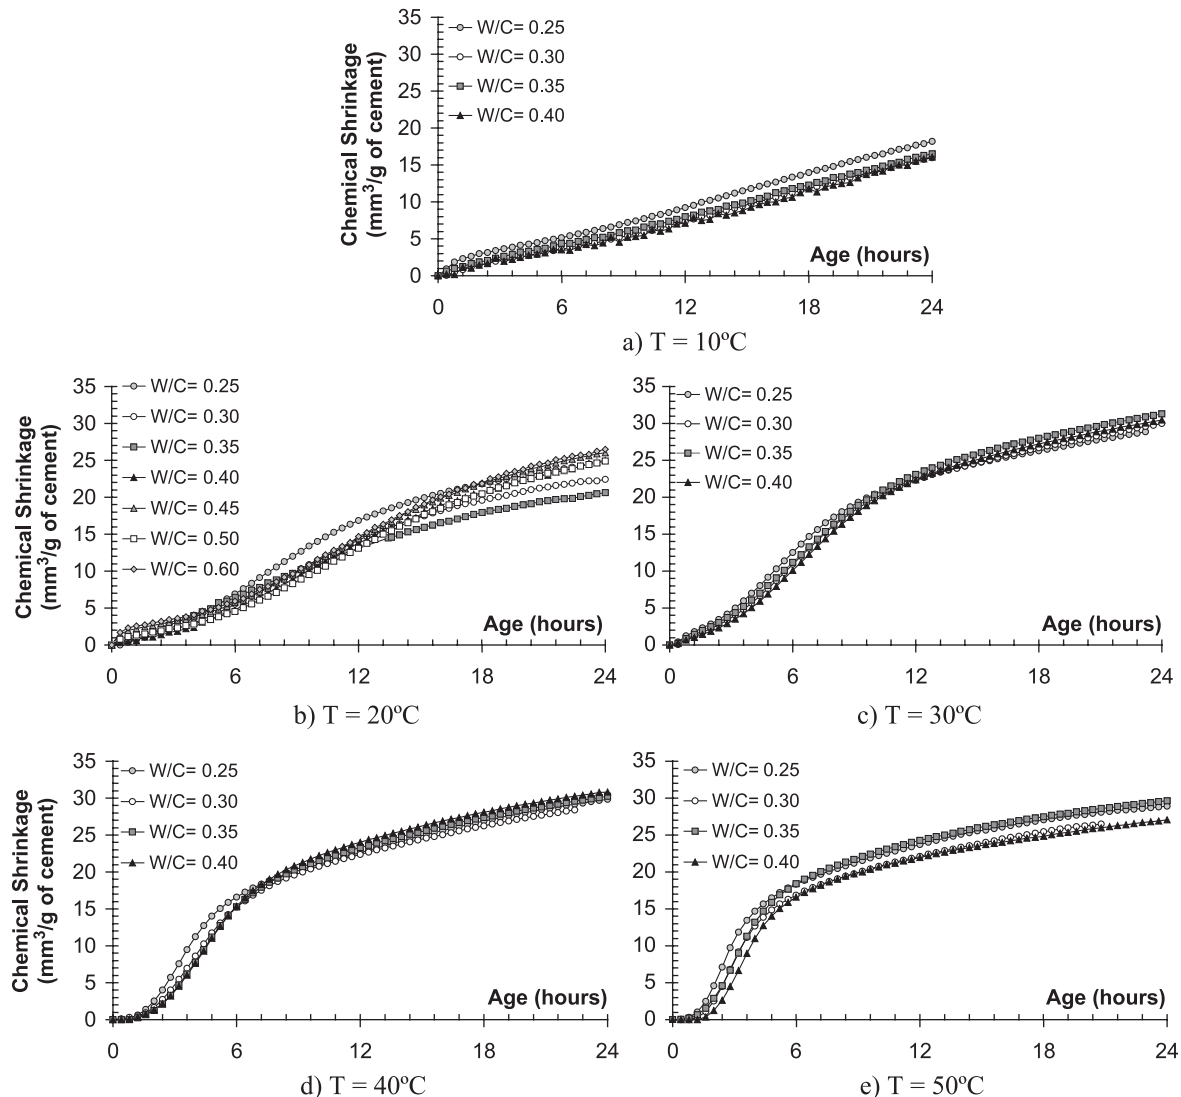 35
30
25
20
15
10
5
0
Chemical Shrinkage
(mm³/g of cement)
W/C= 0.25
W/C= 0.30
W/C= 0.35
W/C= 0.40
Age (hours)
0 6 12 18 24
a) T = 10ºC
35
30
25
20
15
10
5
0
Chemical Shrinkage
(mm³/g of cement)
W/C= 0.25
W/C= 0.30
W/C= 0.35
W/C= 0.40
W/C= 0.45
W/C= 0.50
W/C= 0.60
Age (hours)
0 6 12 18 24
b) T = 20ºC
35
30
25
20
15
10
5
0
W/C= 0.25
W/C= 0.30
W/C= 0.35
W/C= 0.40
Age (hours)
0 6 12 18 24
c) T = 30ºC
35
30
25
20
15
10
5
0
Chemical Shrinkage
(mm³/g of cement)
W/C= 0.25
W/C= 0.30
W/C= 0.35
W/C= 0.40
Age (hours)
0 6 12 18 24
d) T = 40ºC
35
30
25
20
15
10
5
0
W/C= 0.25
W/C= 0.30
W/C= 0.35
W/C= 0.40
Age (hours)
0 6 12 18 24
e) T = 50ºC